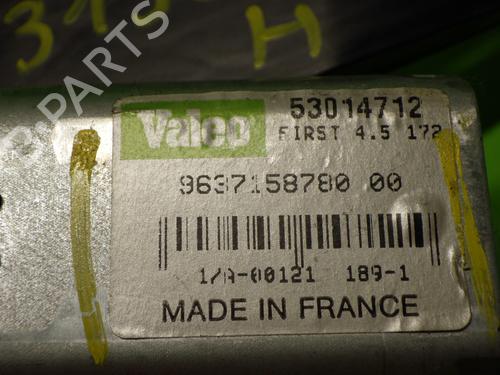 PARTS
H
Valeo
53014712
FIRST 4.5 172
9637158780 00
1/A-00121 189-1
MADE IN FRANCE